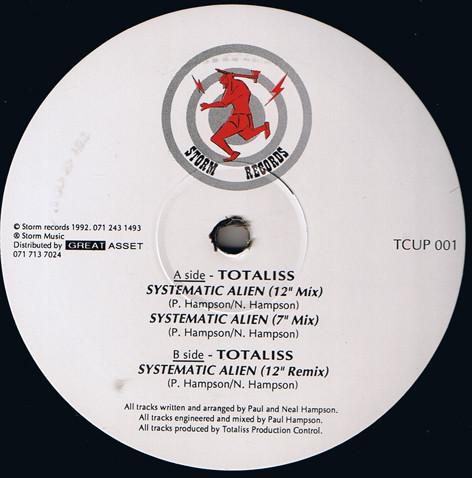 STORM RECORDS
© Storm records 1992. 071 243 1493
℗ Storm Music
Distributed by GREAT ASSET
071 713 7024
TCUP 001
A side - TOTALISS
SYSTEMATIC ALIEN (12" Mix)
(P. Hampson/N. Hampson)
SYSTEMATIC ALIEN (7" Mix)
(P. Hampson/N. Hampson)
B side - TOTALISS
SYSTEMATIC ALIEN (12" Remix)
(P. Hampson/N. Hampson)
All tracks written and arranged by Paul and Neal Hampson.
All tracks engineered and mixed by Paul Hampson.
All tracks produced by Totaliss Production Control.